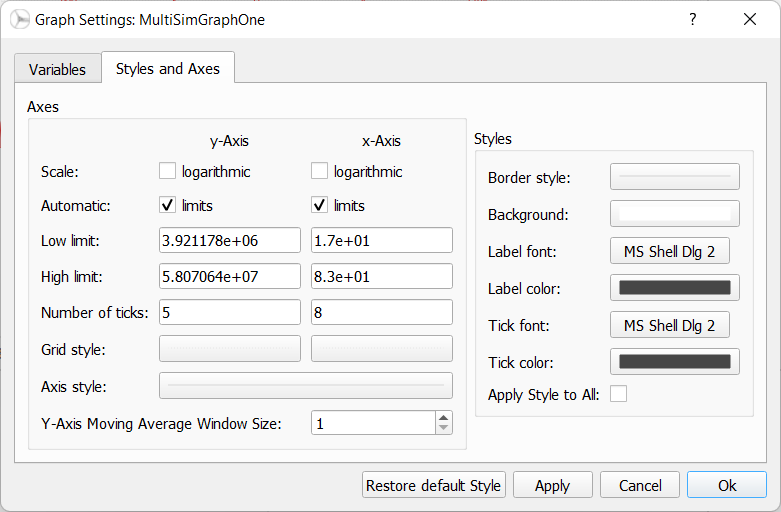 Graph Settings: MultiSimGraphOne
?
Variables
Styles and Axes
Axes
y-Axis x-Axis
Scale: logarithmic logarithmic
Automatic: limits limits
Low limit: 3.921178e+06 1.7e+01
High limit: 5.807064e+07 8.3e+01
Number of ticks: 5 8
Grid style:
Axis style:
Y-Axis Moving Average Window Size: 1
Styles
Border style:
Background:
Label font: MS Shell Dlg 2
Label color:
Tick font: MS Shell Dlg 2
Tick color:
Apply Style to All:
Restore default Style Apply Cancel Ok